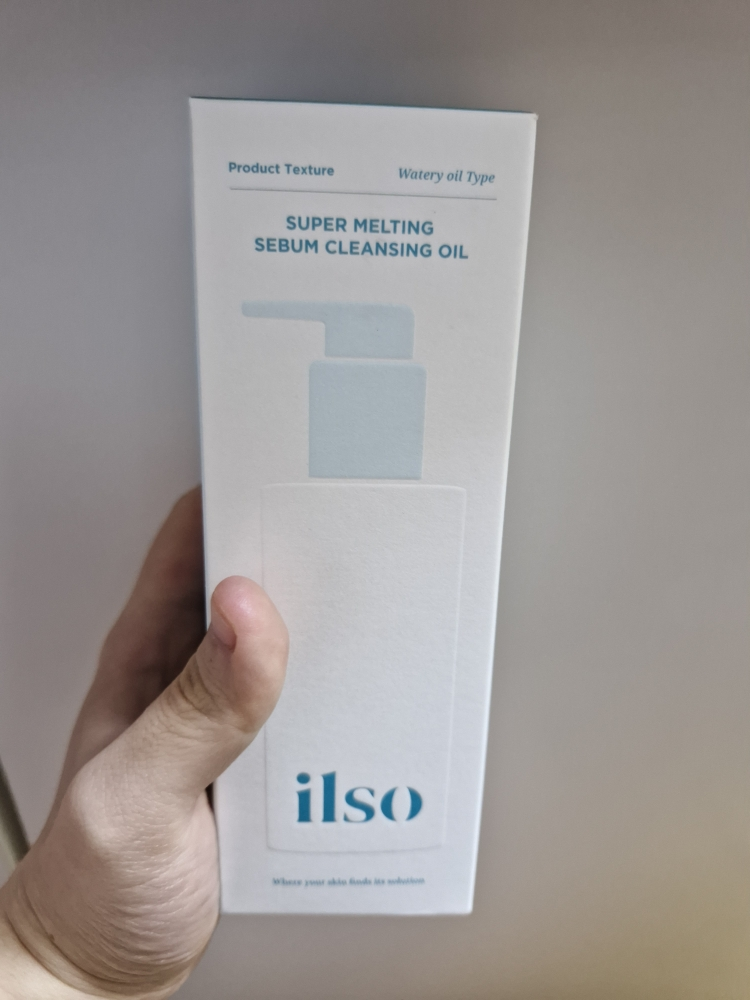 Product Texture Watery oil Type
SUPER MELTING
SEBUM CLEANSING OIL
ilso
Where your skin finds its solution